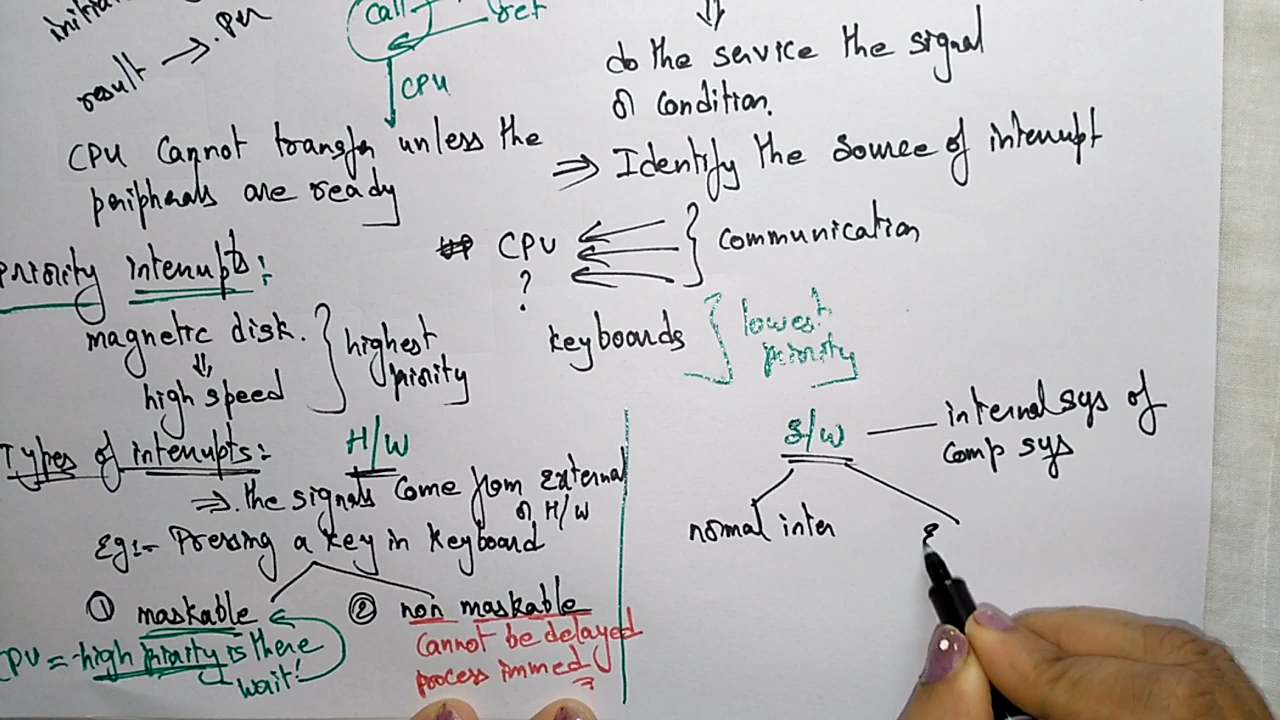 initia
result → . per
call
ret
CPU
CPU cannot transfer unless the
peripherals are ready
⇓
do the service the signal
or condition.
⇒ Identify the source of interrupt
CPU
?
communication
priority interrupts:
magnetic disk.
⇓
high speed
highest
priority
keyboards
lowest
priority
Types of interrupts:
H/W
⇒ the signals come from External
or H/W
Eg:- Pressing a key in keyboard
① maskable
② non maskable
CPU = high priority is there
wait!
cannot be delayed
process immed
S/W
internal sys of
comp sys
normal inter
E